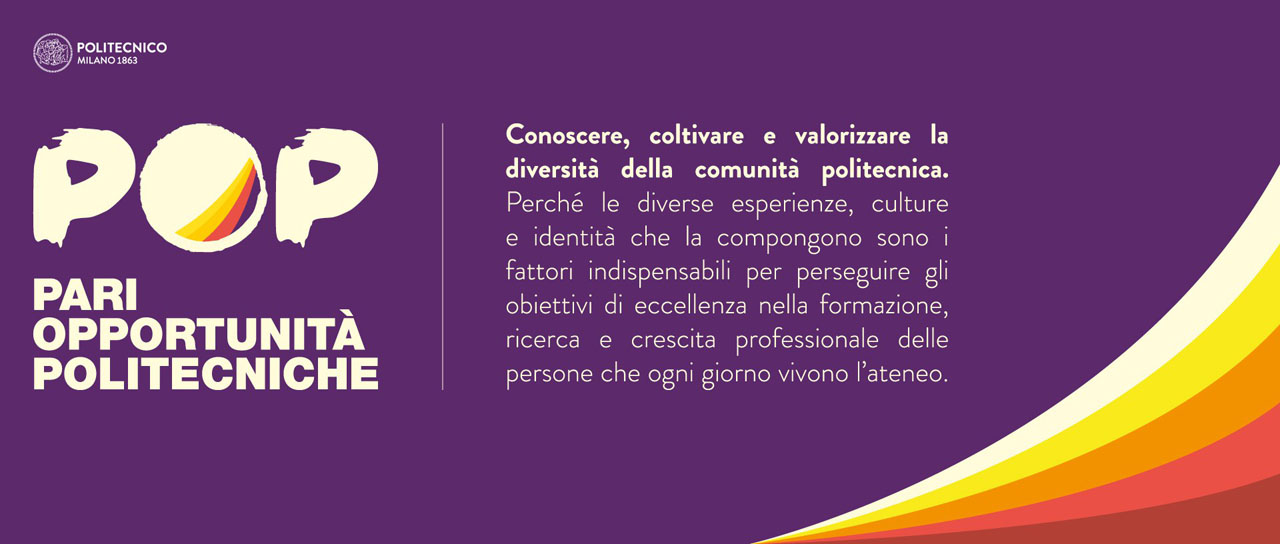 POLITECNICO
MILANO 1863
POP
PARI
OPPORTUNITÀ
POLITECNICHE
Conoscere, coltivare e valorizzare la
diversità della comunità politecnica.
Perché le diverse esperienze, culture
e identità che la compongono sono i
fattori indispensabili per perseguire gli
obiettivi di eccellenza nella formazione,
ricerca e crescita professionale delle
persone che ogni giorno vivono l'ateneo.